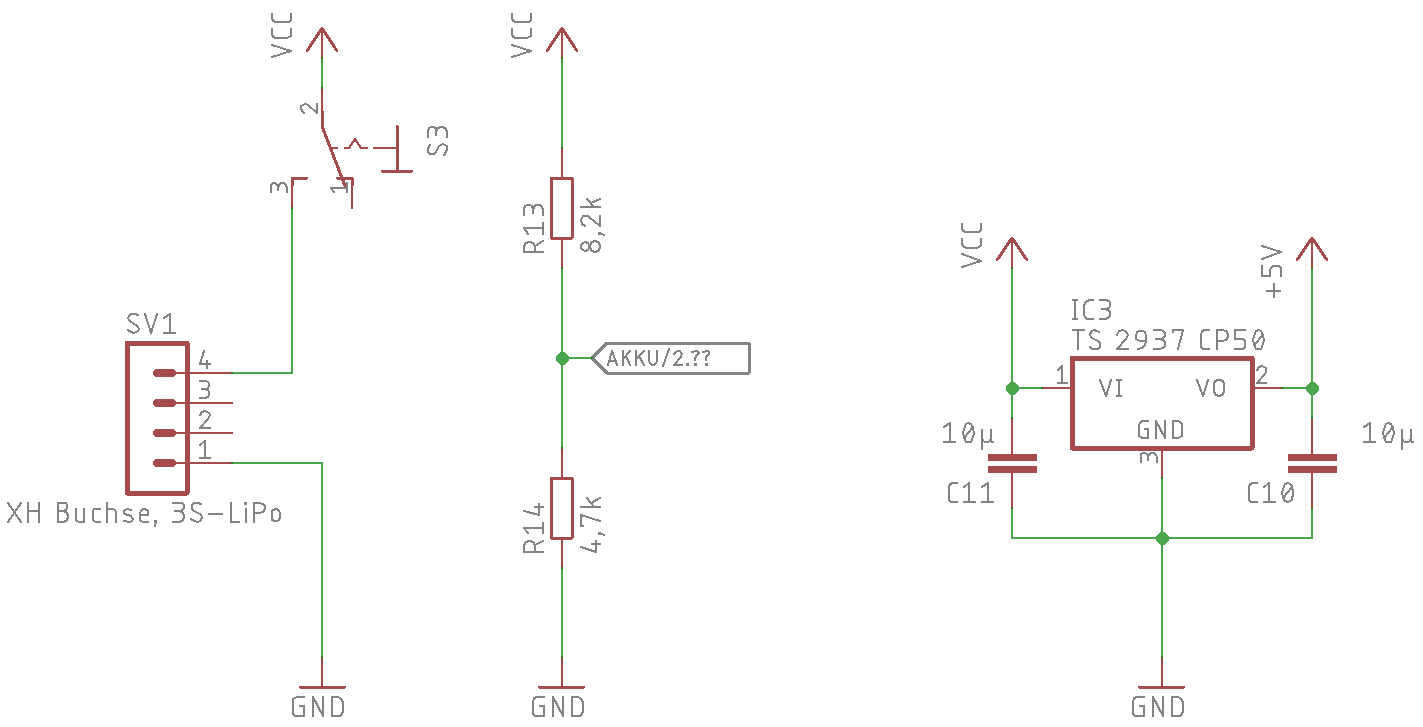 VCC
2
S3
3
1
SV1
4
3
2
1
XH Buchse, 3S-LiPo
GND
VCC
R13
8,2k
AKKU/2.??
R14
4,7k
GND
VCC
+5V
IC3
TS 2937 CP50
1
VI
VO
2
GND
3
10µ
C11
10µ
C10
GND